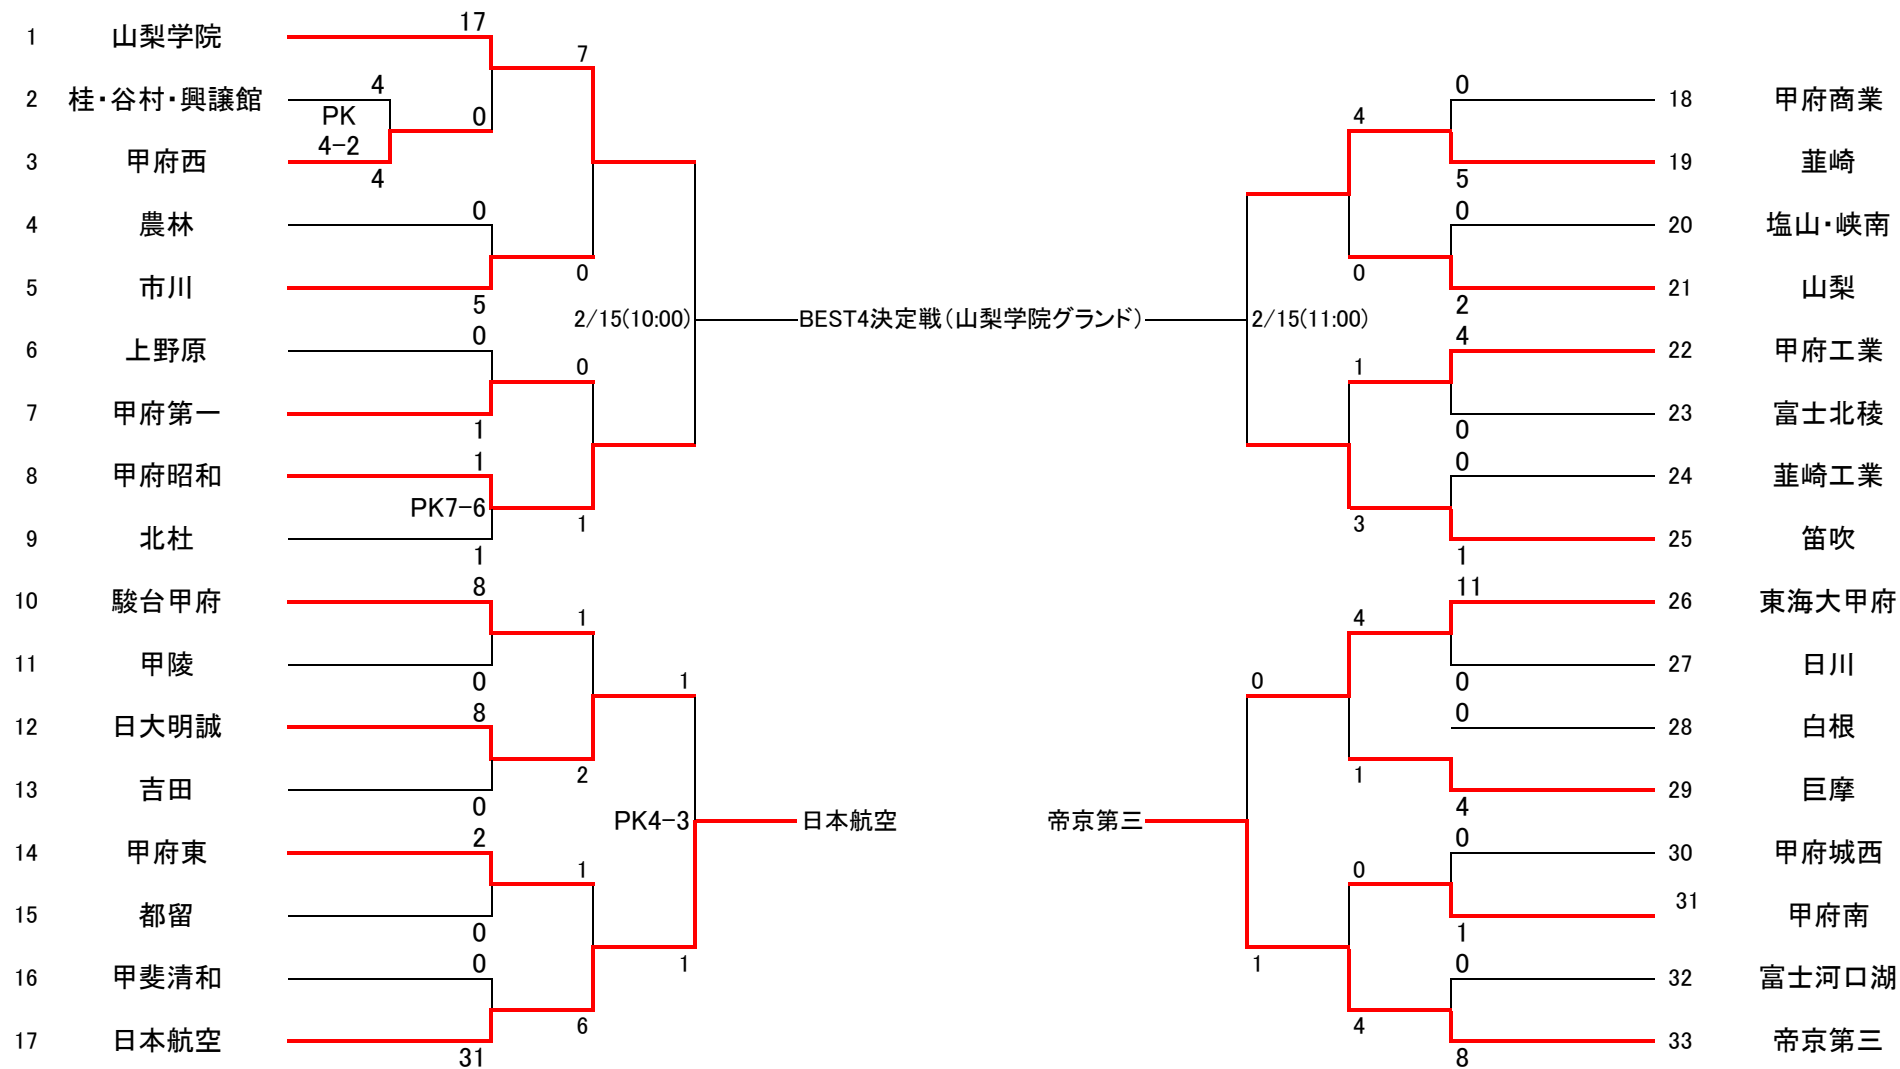 1 山梨学院 17
7
2 桂・谷村・興譲館 4
PK
4-2
0
3 甲府西 4
4 農林 0
0
5 市川 5
2/15(10:00)
6 上野原 0
0
7 甲府第一 1
8 甲府昭和 1
PK7-6
1
9 北杜 1
10 駿台甲府 8
1
11 甲陵 0
1
12 日大明誠 8
2
13 吉田 0
PK4-3
日本航空
14 甲府東 2
1
15 都留 0
1
16 甲斐清和 0
6
17 日本航空 31
BEST4決定戦(山梨学院グランド)
0 18 甲府商業
4
5 19 韮崎
0 20 塩山・峡南
0
2 21 山梨
2/15(11:00)
4 22 甲府工業
1
0 23 富士北稜
0 24 韮崎工業
3
1 25 笛吹
11 26 東海大甲府
4
0 27 日川
0
0 28 白根
1
4 29 巨摩
帝京第三
0 30 甲府城西
0
1 31 甲府南
1
0 32 富士河口湖
4
8 33 帝京第三